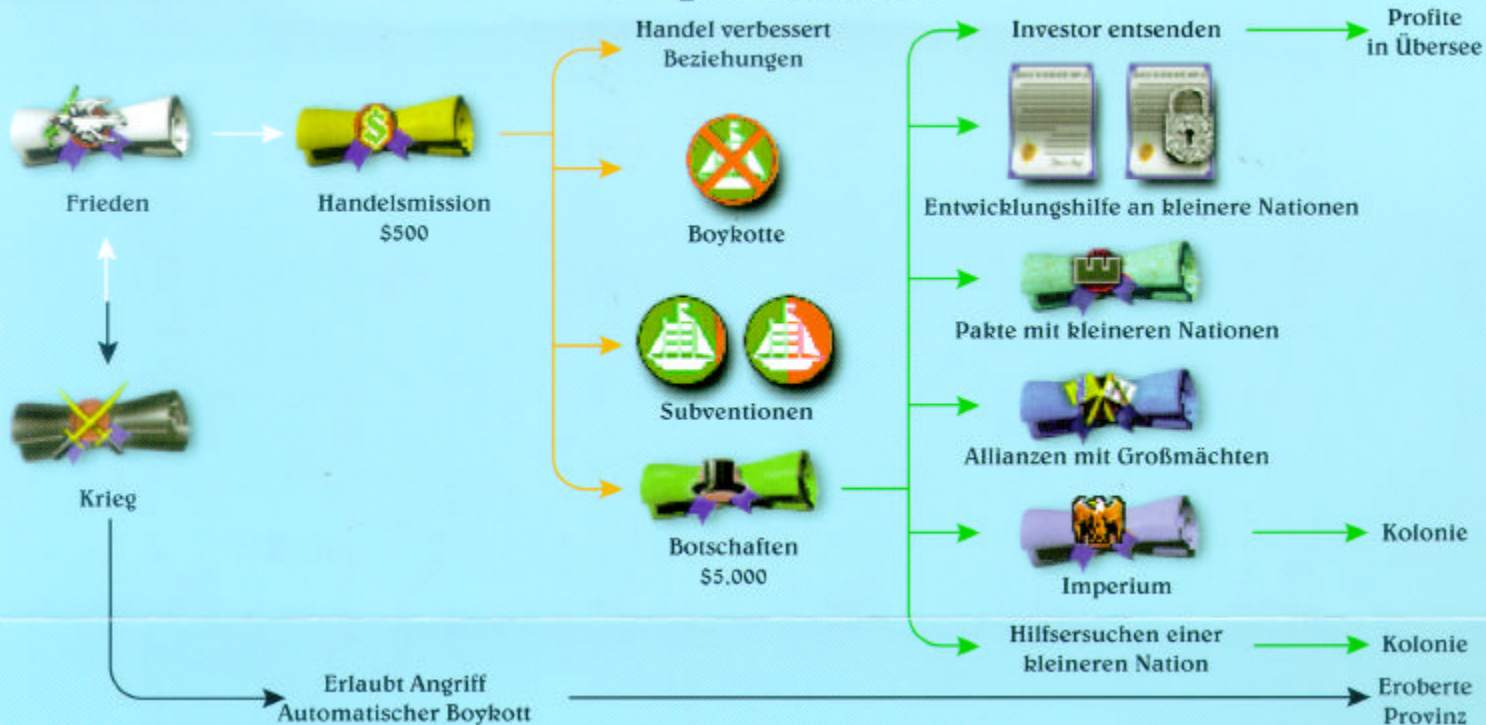 Handel verbessert
Beziehungen
Investor entsenden
Profite
in Übersee
Frieden
Handelsmission
$500
Boykotte
Entwicklungshilfe an kleinere Nationen
Pakte mit kleineren Nationen
Subventionen
Allianzen mit Großmächten
Krieg
Botschaften
$5.000
Imperium
Kolonie
Hilfsersuchen einer
kleineren Nation
Kolonie
Erlaubt Angriff
Automatischer Boykott
Eroberte
Provinz